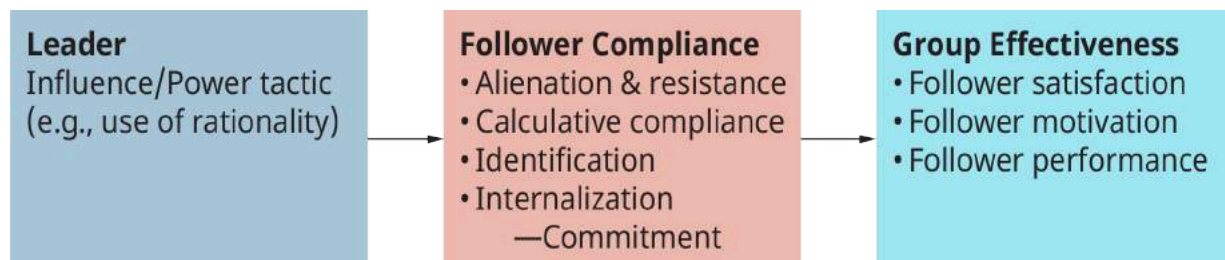 Leader
Influence/Power tactic
(e.g., use of rationality)
Follower Compliance
• Alienation & resistance
• Calculative compliance
• Identification
• Internalization
—Commitment
Group Effectiveness
• Follower satisfaction
• Follower motivation
• Follower performance